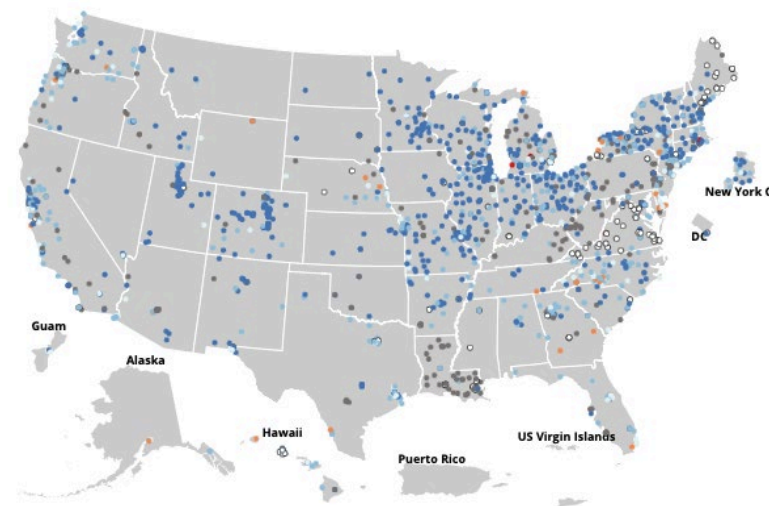 New York C
DC
Guam
Alaska
Hawaii
US Virgin Islands
Puerto Rico